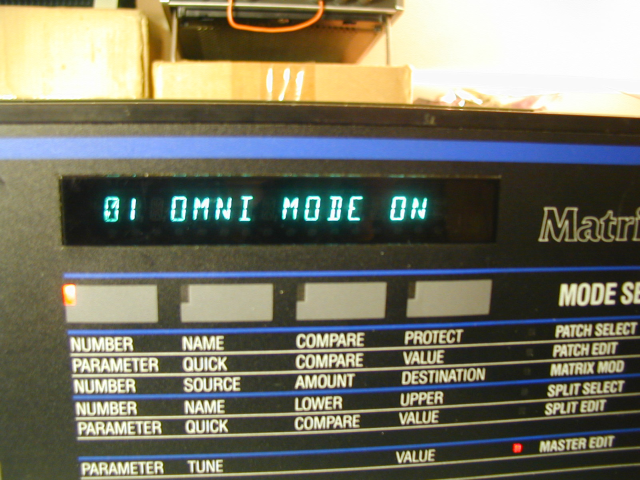 01 OMNI MODE ON
Matri
MODE SE
NUMBER NAME COMPARE PROTECT PATCH SELECT
PARAMETER QUICK COMPARE VALUE PATCH EDIT
NUMBER SOURCE AMOUNT DESTINATION MATRIX MOD
NUMBER NAME LOWER UPPER SPLIT SELECT
PARAMETER QUICK COMPARE VALUE SPLIT EDIT
MASTER EDIT
PARAMETER TUNE VALUE